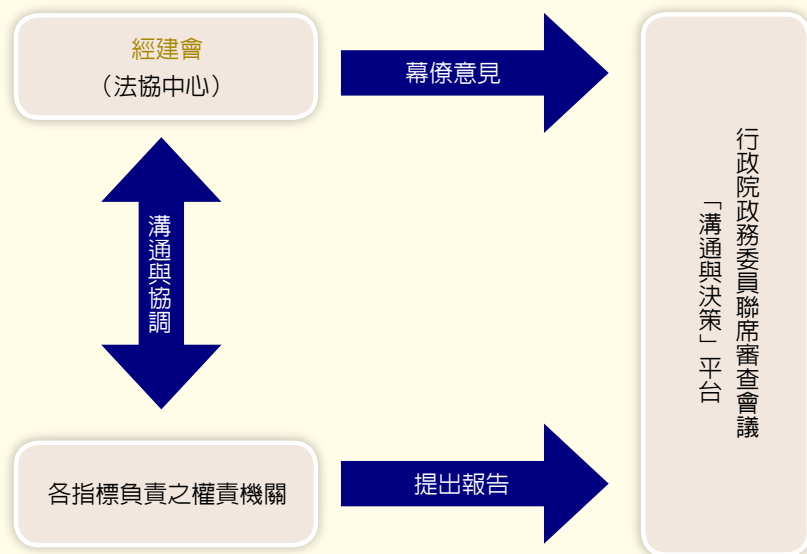 經建會
（法協中心）
幕僚意見
溝通與協調
各指標負責之權責機關
提出報告
行政院政務委員聯席審查會議
「溝通與決策」平台